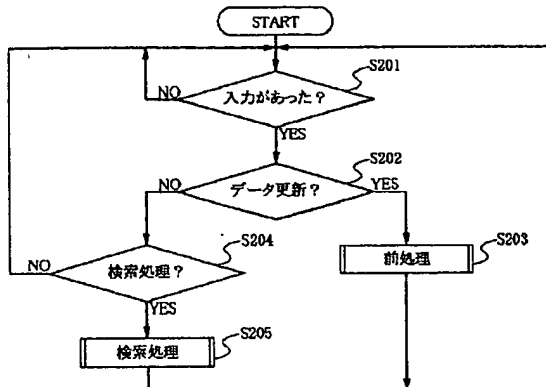 START
S201
入力があった？
NO
YES
S202
データ更新？
NO
YES
S204
S203
検索処理？
前処理
NO
YES
S205
検索処理